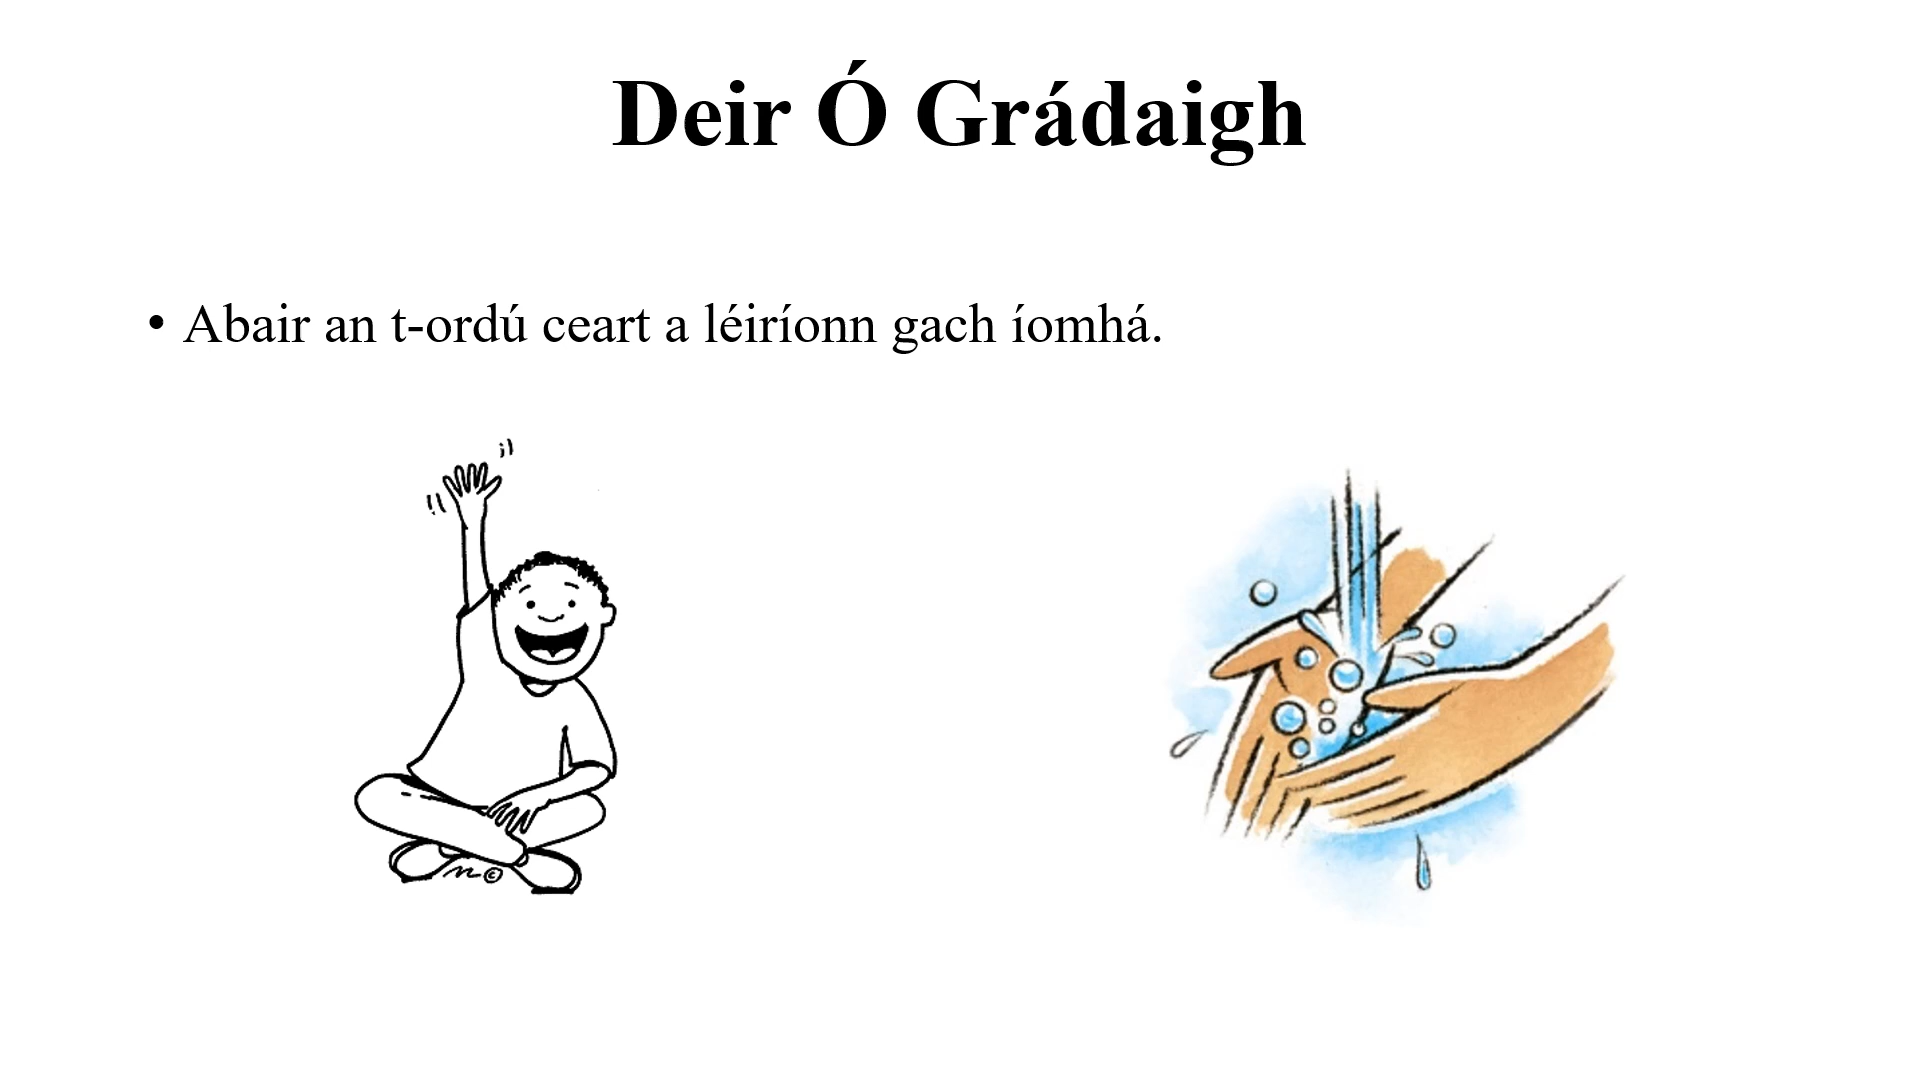 Deir Ó Grádaigh
• Abair an t-ordú ceart a léiríonn gach íomhá.